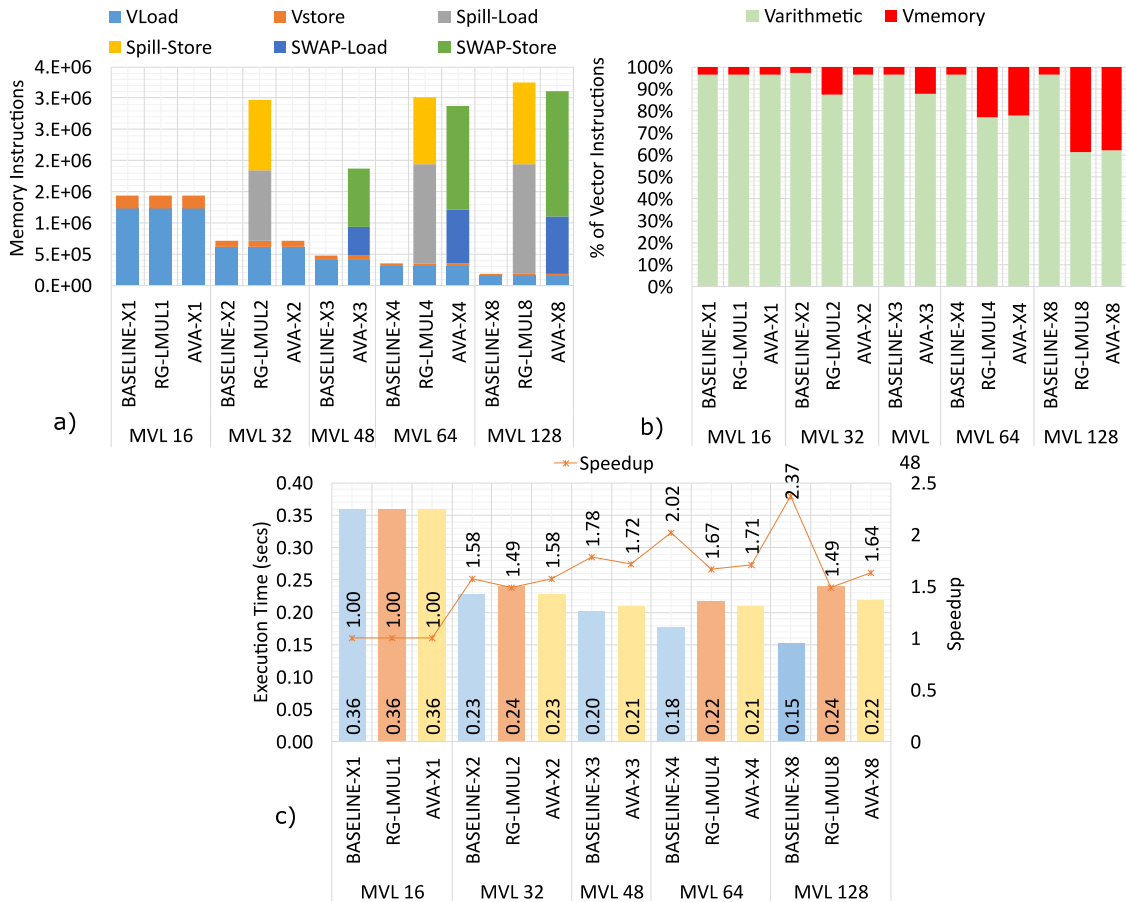 VLoad Vstore Spill-Load
Spill-Store SWAP-Load SWAP-Store
Memory Instructions
4.E+06
3.E+06
3.E+06
2.E+06
2.E+06
1.E+06
5.E+05
0.E+00
BASELINE-X1 RG-LMUL1 AVA-X1 BASELINE-X2 RG-LMUL2 AVA-X2 BASELINE-X3 AVA-X3 BASELINE-X4 RG-LMUL4 AVA-X4 BASELINE-X8 RG-LMUL8 AVA-X8
MVL 16 MVL 32 MVL 48 MVL 64 MVL 128
a)
Varithmetic Vmemory
% of Vector Instructions
100%
90%
80%
70%
60%
50%
40%
30%
20%
10%
0%
BASELINE-X1 RG-LMUL1 AVA-X1 BASELINE-X2 RG-LMUL2 AVA-X2 BASELINE-X3 AVA-X3 BASELINE-X4 RG-LMUL4 AVA-X4 BASELINE-X8 RG-LMUL8 AVA-X8
MVL 16 MVL 32 MVL 48 MVL 64 MVL 128
b)
Speedup
Execution Time (secs)
0.40
0.35
0.30
0.25
0.20
0.15
0.10
0.05
0.00
1.00 1.00 1.00 1.58 1.49 1.58 1.78 1.72 2.02 1.67 1.71 2.37 1.49 1.64
0.36 0.36 0.36 0.23 0.24 0.23 0.20 0.21 0.18 0.22 0.21 0.15 0.24 0.22
2.5
2
1.5
1
0.5
0
Speedup
BASELINE-X1 RG-LMUL1 AVA-X1 BASELINE-X2 RG-LMUL2 AVA-X2 BASELINE-X3 AVA-X3 BASELINE-X4 RG-LMUL4 AVA-X4 BASELINE-X8 RG-LMUL8 AVA-X8
MVL 16 MVL 32 MVL 48 MVL 64 MVL 128
c)